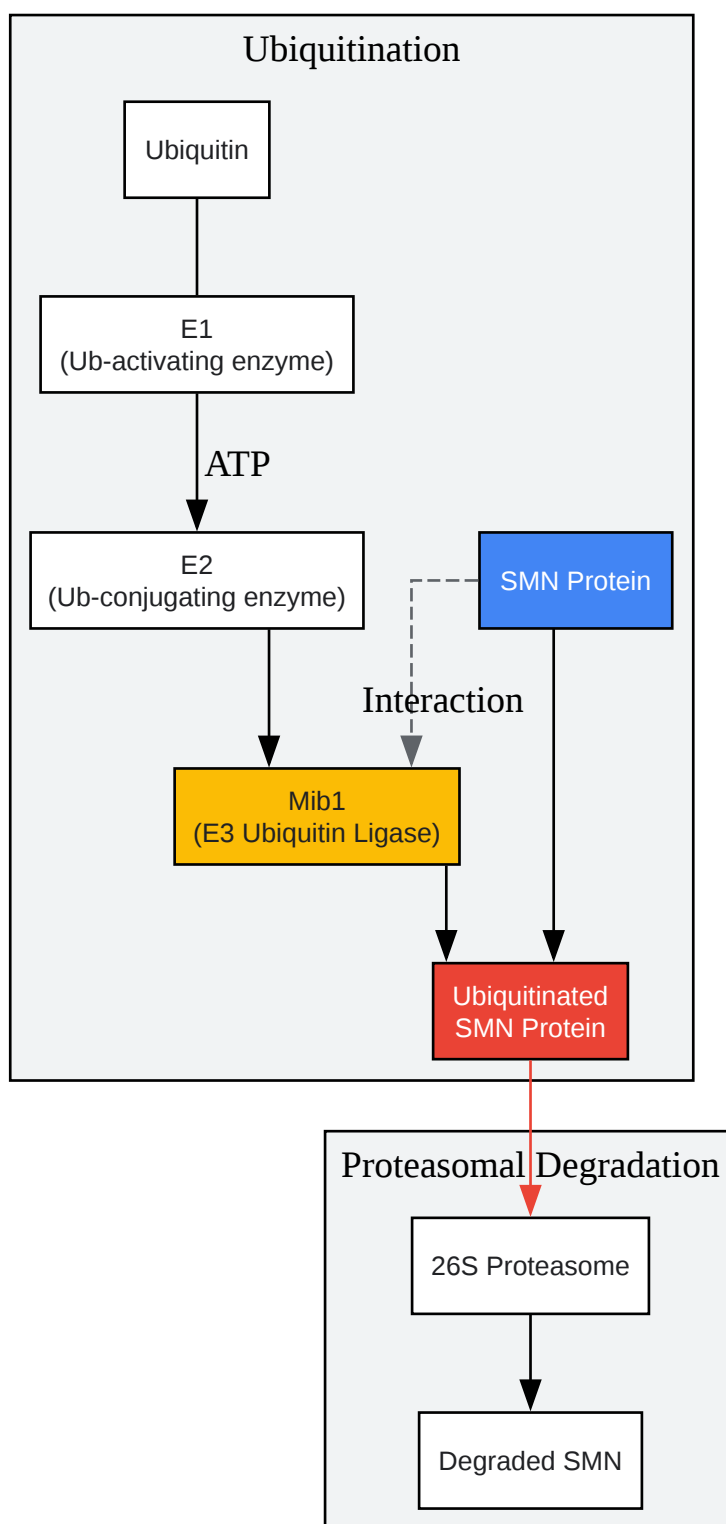 Ubiquitination
Ubiquitin
E1
(Ub-activating enzyme)
ATP
E2
(Ub-conjugating enzyme)
SMN Protein
Interaction
Mib1
(E3 Ubiquitin Ligase)
Ubiquitinated
SMN Protein
Proteasomal Degradation
26S Proteasome
Degraded SMN